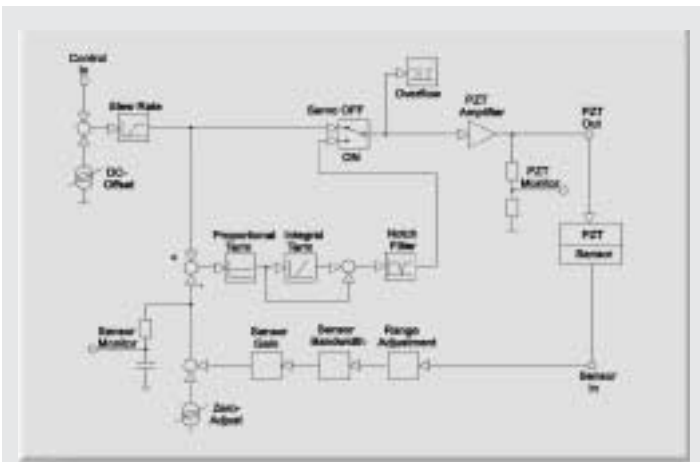 Control
In
Slew Rate
DC-
Offset
Servo OFF
ON
Overflow
PZT
Amplifier
PZT
Out
PZT
Monitor
PZT
Sensor
Proportional
Term
Integral
Term
Notch
Filter
Sensor
Monitor
Sensor
Gain
Sensor
Bandwidth
Range
Adjustment
Sensor
In
Zero-
Adjust